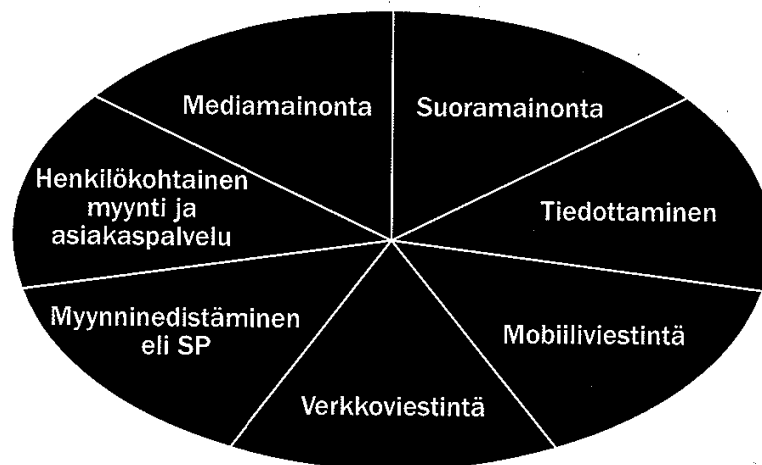 Mediamainonta
Suoramainonta
Henkilökohtainen
myynti ja
asiakaspalvelu
Tiedottaminen
Myynninedistäminen
eli SP
Mobiiliviestintä
Verkkoviestintä